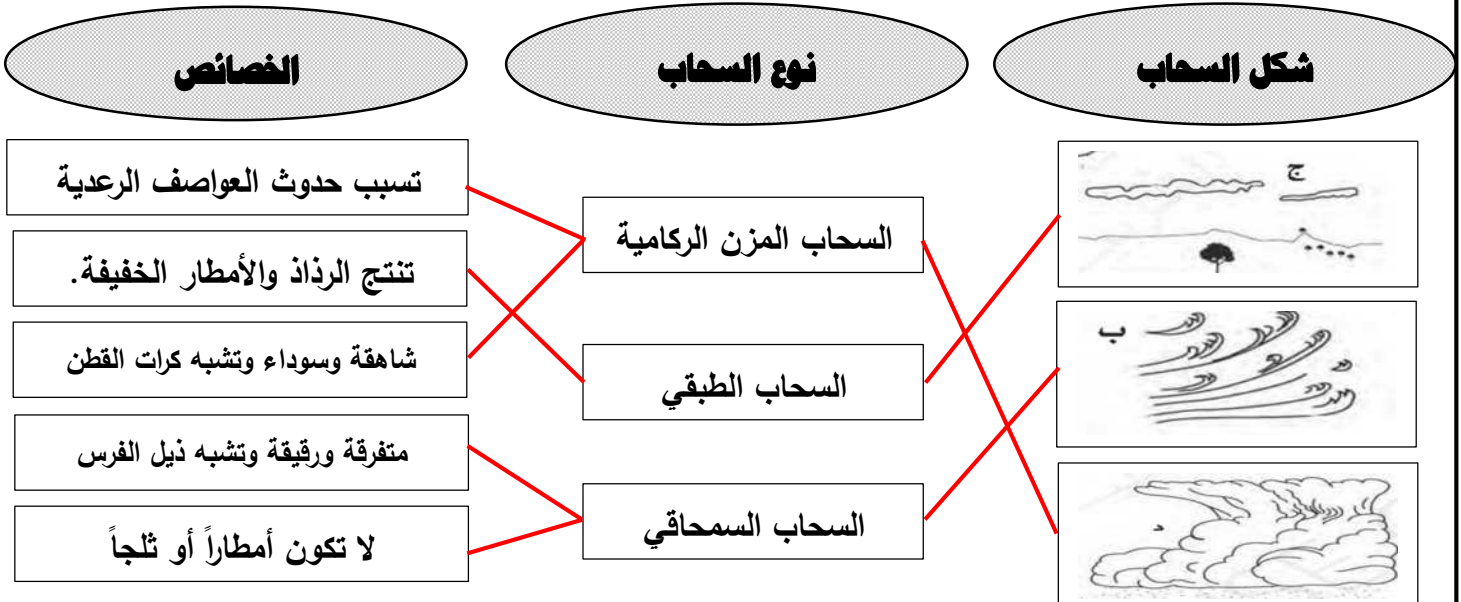 شكل السحاب
نوع السحاب
الخصائص
ج
ب
د
السحاب المزن الركامية
السحاب الطبقي
السحاب السمحاقي
تسبب حدوث العواصف الرعدية
تنتج الرذاذ والأمطار الخفيفة.
شاهقة وسوداء وتشبه كرات القطن
متفرقة ورقيقة وتشبه ذيل الفرس
لا تكون أمطاراً أو ثلجاً